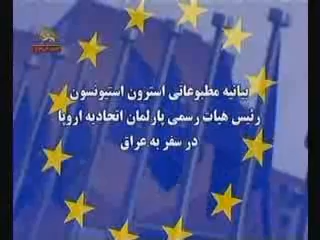 بیانیه مطبوعاتی استرون استیونسون
رئیس هیات رسمی پارلمان اتحادیه اروپا
در سفر به عراق